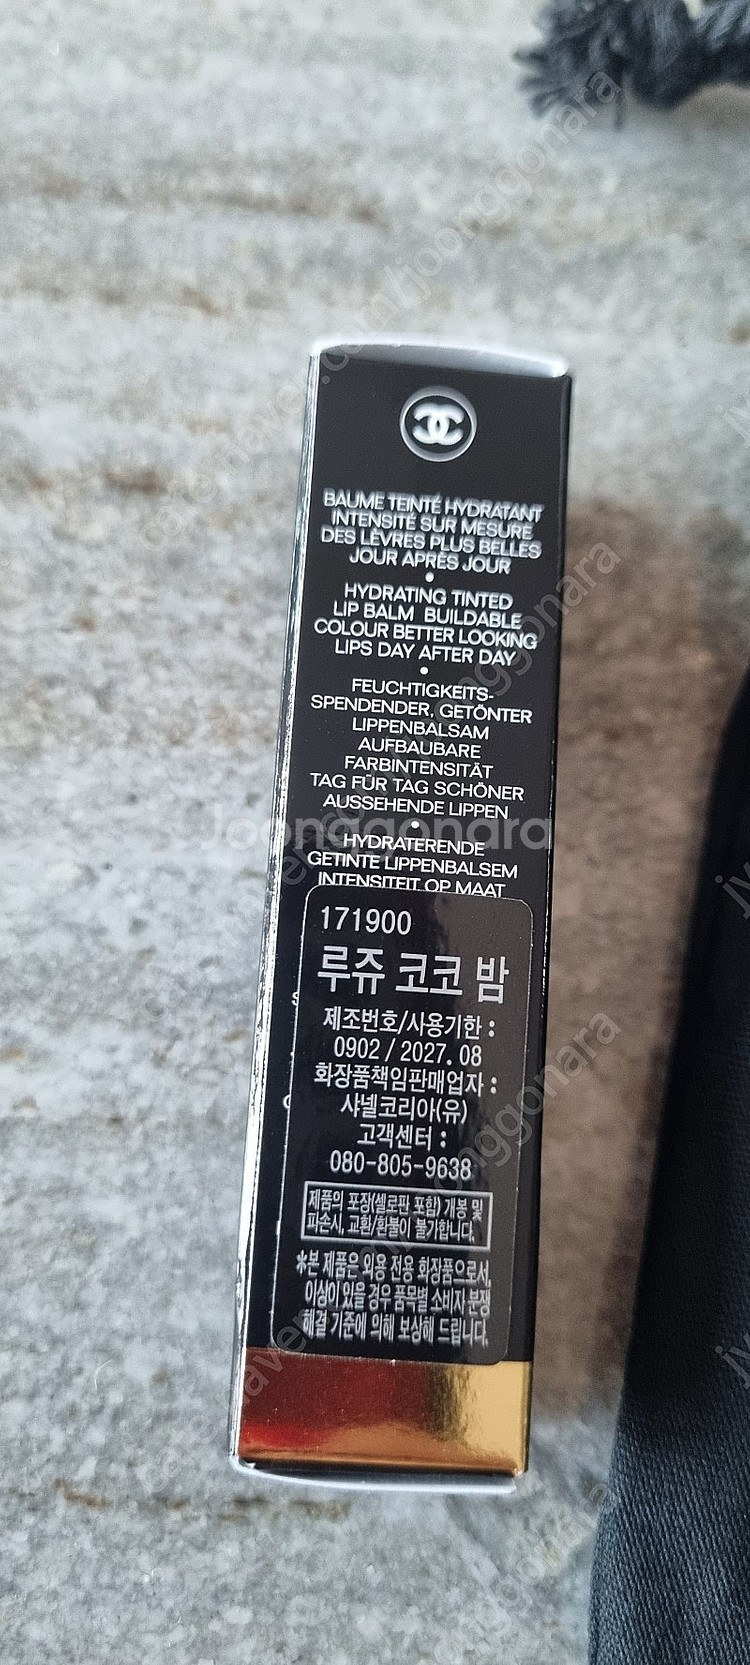 BAUME TEINTÉ HYDRATANT
INTENSITÉ SUR MESURE
DES LÈVRES PLUS BELLES
JOUR APRÈS JOUR
•
HYDRATING TINTED
LIP BALM BUILDABLE
COLOUR BETTER LOOKING
LIPS DAY AFTER DAY
•
FEUCHTIGKEITS-
SPENDENDER, GETÖNTER
LIPPENBALSAM
AUFBAUBARE
FARBINTENSITÄT
TAG FÜR TAG SCHÖNER
AUSSEHENDE LIPPEN
•
Joonggonara
HYDRATERENDE
GETINTE LIPPENBALSEM
INTENSITEIT OP MAAT
171900
루쥬 코코 밤
제조번호/사용기한 :
0902 / 2027. 08
화장품책임판매업자 :
샤넬코리아(유)
고객센터 :
080-805-9638
제품의 포장(셀로판 포함) 개봉 및
파손시, 교환/환불이 불가합니다.
*본 제품은 외용 전용 화장품으로서,
이상이 있을 경우 품목별 소비자 분쟁
해결 기준에 의해 보상해 드립니다.